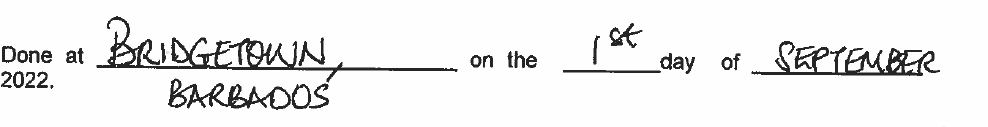 Done at BRIDGETOWN, on the 1st day of SEPTEMBER
2022. BARBADOS